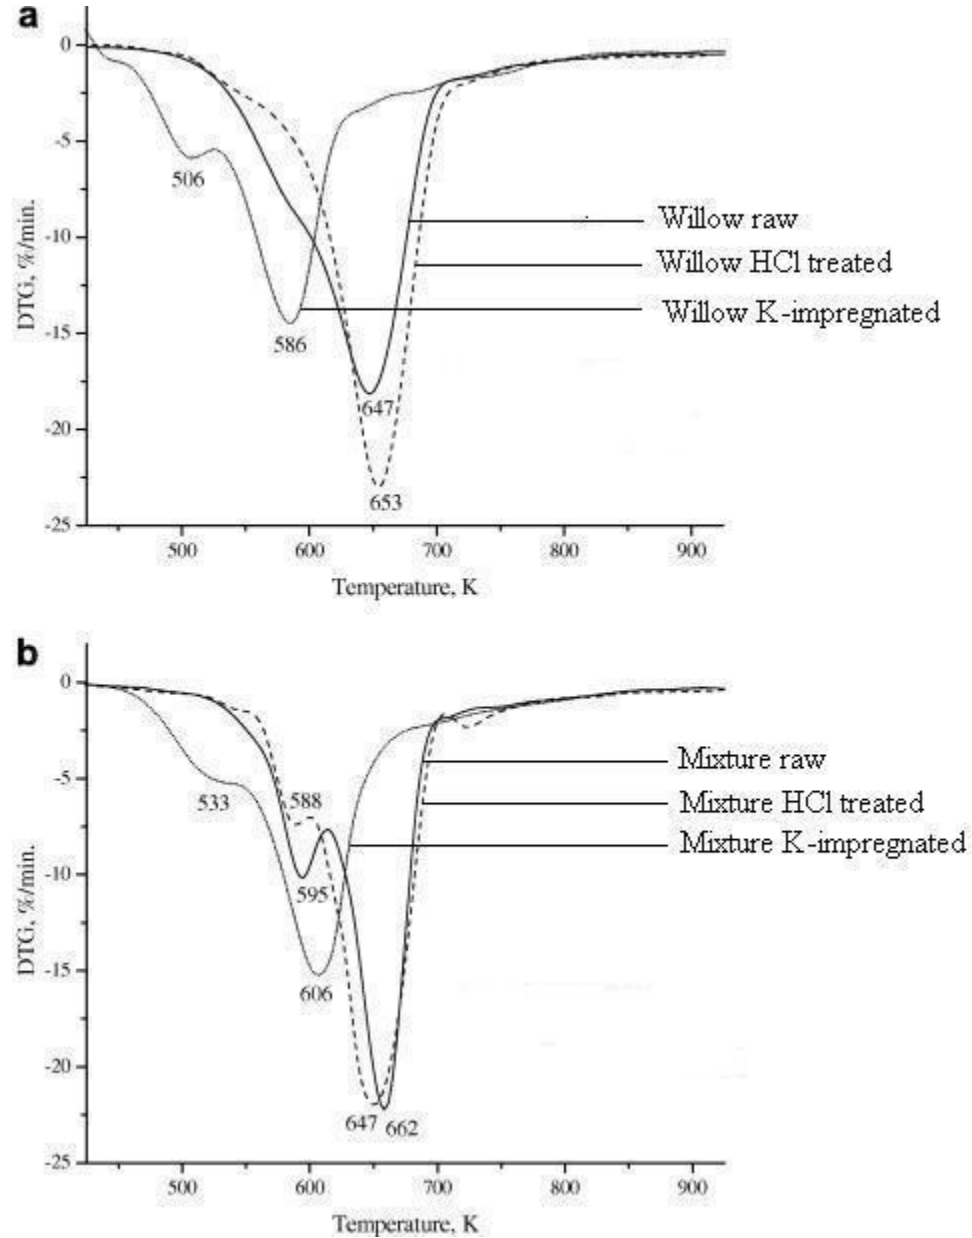 a
0
-5
-10
-15
-20
-25
DTG, %/min.
506
586
647
653
Willow raw
Willow HCl treated
Willow K-impregnated
500 600 700 800 900
Temperature, K
b
0
-5
-10
-15
-20
-25
DTG, %/min.
533
588
595
606
647 662
Mixture raw
Mixture HCl treated
Mixture K-impregnated
500 600 700 800 900
Temperature, K